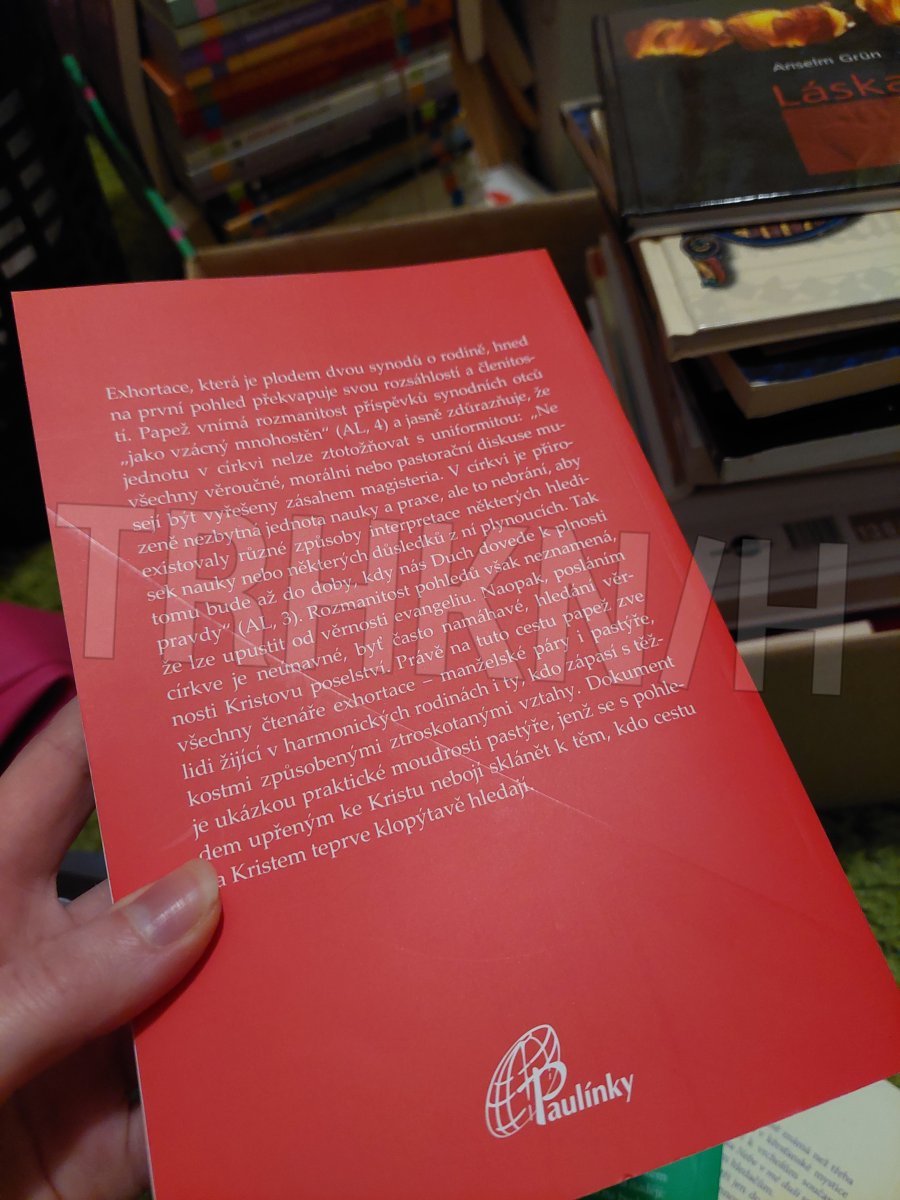 Anselm Grün
Láska
Exhortace, která je plodem dvou synodů o rodině, hned
na první pohled překvapuje svou rozsáhlostí a členitos-
tí. Papež vnímá rozmanitost příspěvků synodních otců
„jako vzácný mnohostěn“ (AL, 4) a jasně zdůrazňuje, že
jednotu v církvi nelze ztotožňovat s uniformitou: „Ne
všechny věroučné, morální nebo pastorační diskuse mu-
sejí být vyřešeny zásahem magisteria. V církvi je přiro-
zeně nezbytná jednota nauky a praxe, ale to nebrání, aby
existovaly různé způsoby interpretace některých hledi-
sek nauky nebo některých důsledků z ní plynoucích. Tak
tomu bude až do doby, kdy nás Duch dovede k plnosti
pravdy“ (AL, 3). Rozmanitost pohledů však neznamená,
že lze upustit od věrnosti evangeliu. Naopak, posláním
církve je neúnavné, byť často namáhavé, hledání věr-
nosti Kristovu poselství. Právě na tuto cestu papež zve
všechny čtenáře exhortace – manželské páry i pastýře,
lidi žijící v harmonických rodinách i ty, kdo zápasí s těž-
kostmi způsobenými ztroskotanými vztahy. Dokument
je ukázkou praktické moudrosti pastýře, jenž se s pohle-
dem upřeným ke Kristu nebojí sklánět k těm, kdo cestu
a Kristem teprve klopýtavě hledají.
TRHKNIH
Paulínky